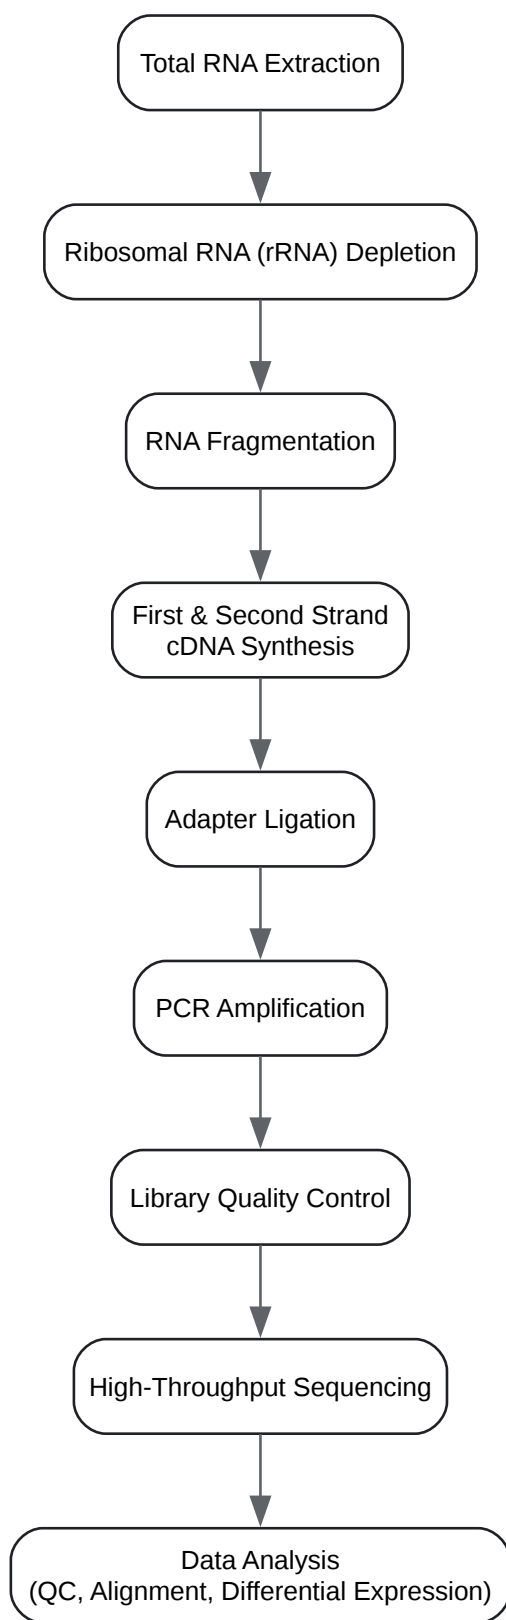 Total RNA Extraction
Ribosomal RNA (rRNA) Depletion
RNA Fragmentation
First & Second Strand
cDNA Synthesis
Adapter Ligation
PCR Amplification
Library Quality Control
High-Throughput Sequencing
Data Analysis
(QC, Alignment, Differential Expression)